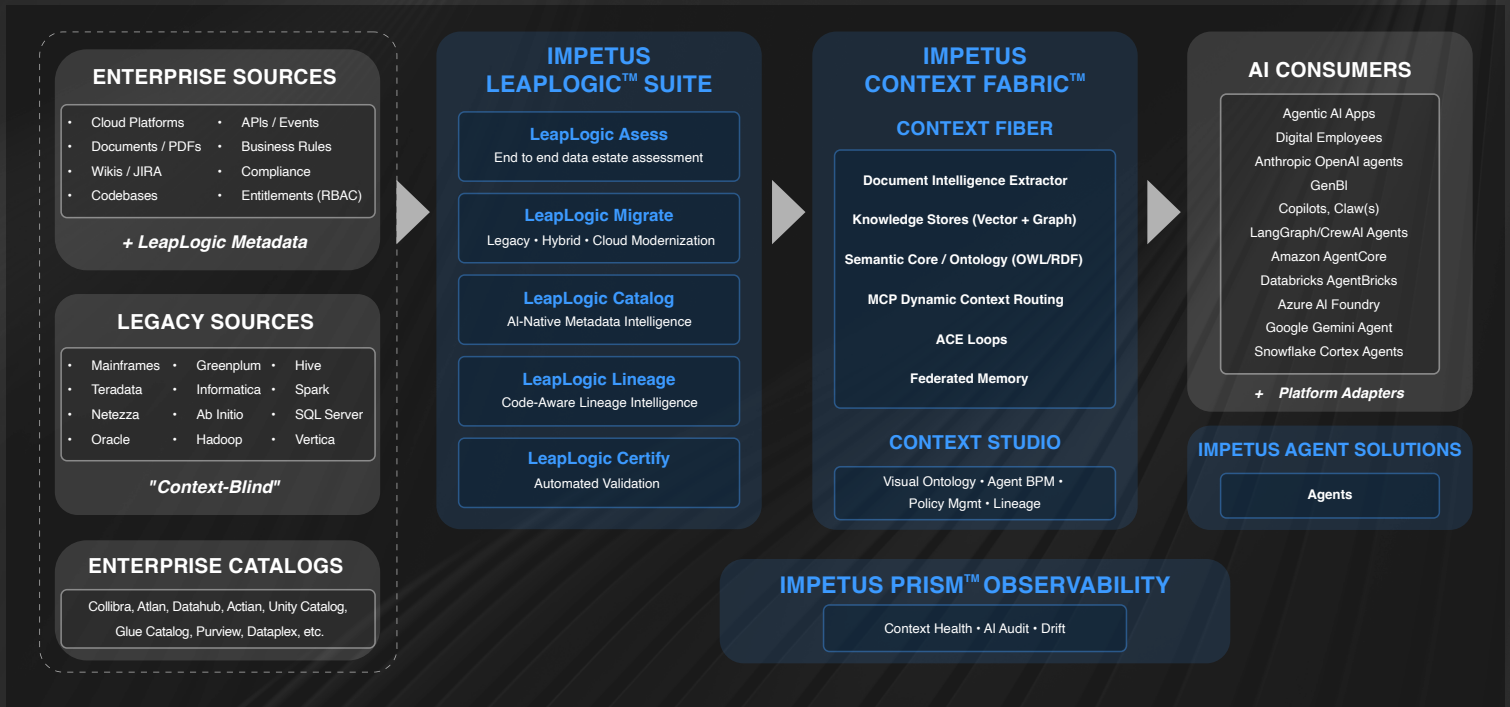 ENTERPRISE SOURCES
• Cloud Platforms • APIs / Events
• Documents / PDFs • Business Rules
• Wikis / JIRA • Compliance
• Codebases • Entitlements (RBAC)
+ LeapLogic Metadata
LEGACY SOURCES
• Mainframes • Greenplum • Hive
• Teradata • Informatica • Spark
• Netezza • Ab Initio • SQL Server
• Oracle • Hadoop • Vertica
"Context-Blind"
ENTERPRISE CATALOGS
Collibra, Atlan, Datahub, Actian, Unity Catalog,
Glue Catalog, Purview, Dataplex, etc.
IMPETUS
LEAPLOGIC™ SUITE
LeapLogic Asess
End to end data estate assessment
LeapLogic Migrate
Legacy • Hybrid • Cloud Modernization
LeapLogic Catalog
AI-Native Metadata Intelligence
LeapLogic Lineage
Code-Aware Lineage Intelligence
LeapLogic Certify
Automated Validation
IMPETUS
CONTEXT FABRIC™
CONTEXT FIBER
Document Intelligence Extractor
Knowledge Stores (Vector + Graph)
Semantic Core / Ontology (OWL/RDF)
MCP Dynamic Context Routing
ACE Loops
Federated Memory
CONTEXT STUDIO
Visual Ontology • Agent BPM •
Policy Mgmt • Lineage
AI CONSUMERS
Agentic AI Apps
Digital Employees
Anthropic OpenAI agents
GenBI
Copilots, Claw(s)
LangGraph/CrewAI Agents
Amazon AgentCore
Databricks AgentBricks
Azure AI Foundry
Google Gemini Agent
Snowflake Cortex Agents
+ Platform Adapters
IMPETUS AGENT SOLUTIONS
Agents
IMPETUS PRISM™ OBSERVABILITY
Context Health • AI Audit • Drift